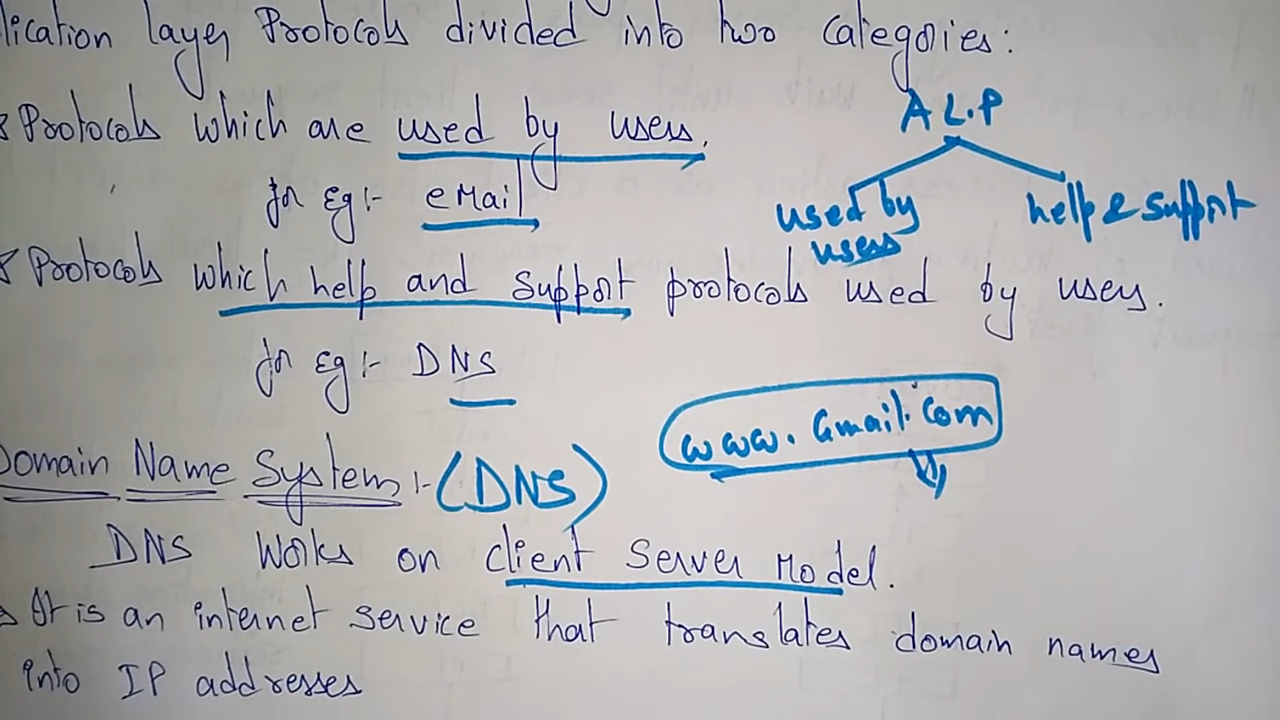 lication layer Protocols divided into two categories:
Protocols which are used by users.
for Eg:- eMail
Protocols which help and support protocols used by users.
for Eg:- DNS
A L.P
used by users
help & support
www.Gmail.com
Domain Name System:- (DNS)
DNS works on client server Model.
It is an internet service that translates domain names
into IP addresses